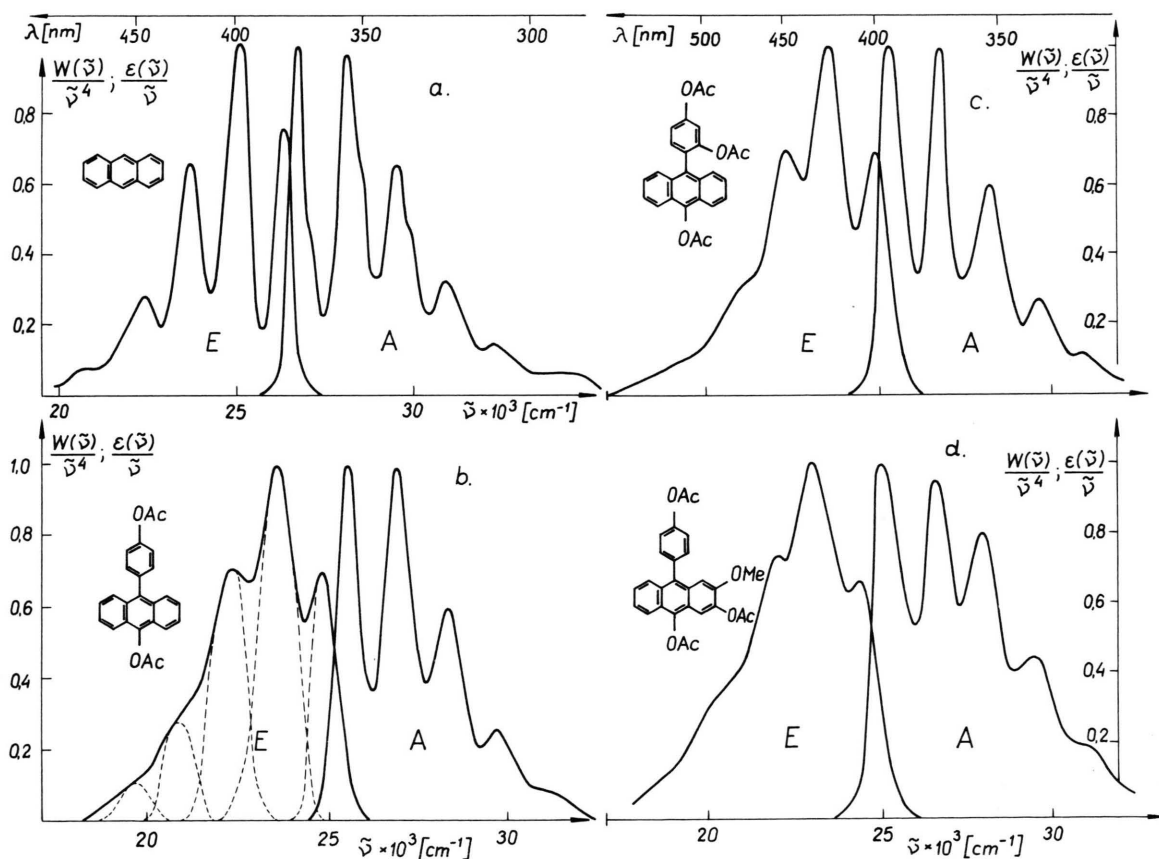 λ[nm] 450 400 350 300
W(ṽ)/ṽ⁴ ; ε(ṽ)/ṽ
a.
0,8
0,6
0,4
0,2
E A
20 25 30
ṽ×10³ [cm⁻¹]
λ[nm] 500 450 400 350
W(ṽ)/ṽ⁴ ; ε(ṽ)/ṽ
c.
OAc
OAc
OAc
0,8
0,6
0,4
0,2
E A
W(ṽ)/ṽ⁴ ; ε(ṽ)/ṽ
b.
OAc
OAc
1.0
0,8
0,6
0,4
0,2
E A
20 25 30
ṽ×10³ [cm⁻¹]
d.
W(ṽ)/ṽ⁴ ; ε(ṽ)/ṽ
OAc
OMe
OAc
OAc
0,8
0,6
0,4
0,2
E A
20 25 30
ṽ×10³ [cm⁻¹]